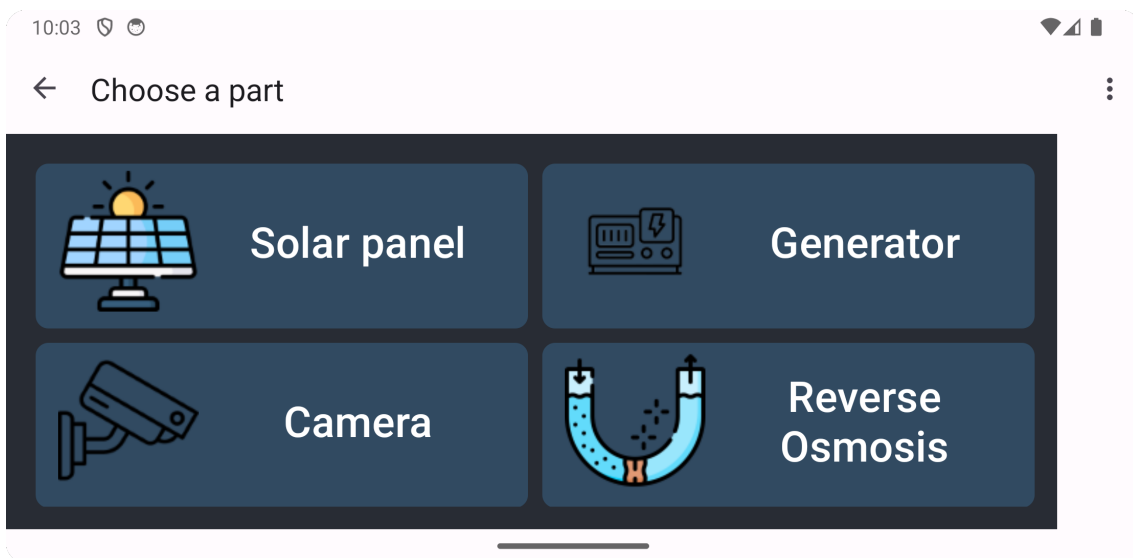 10:03
Choose a part
Solar panel
Generator
Camera
Reverse
Osmosis